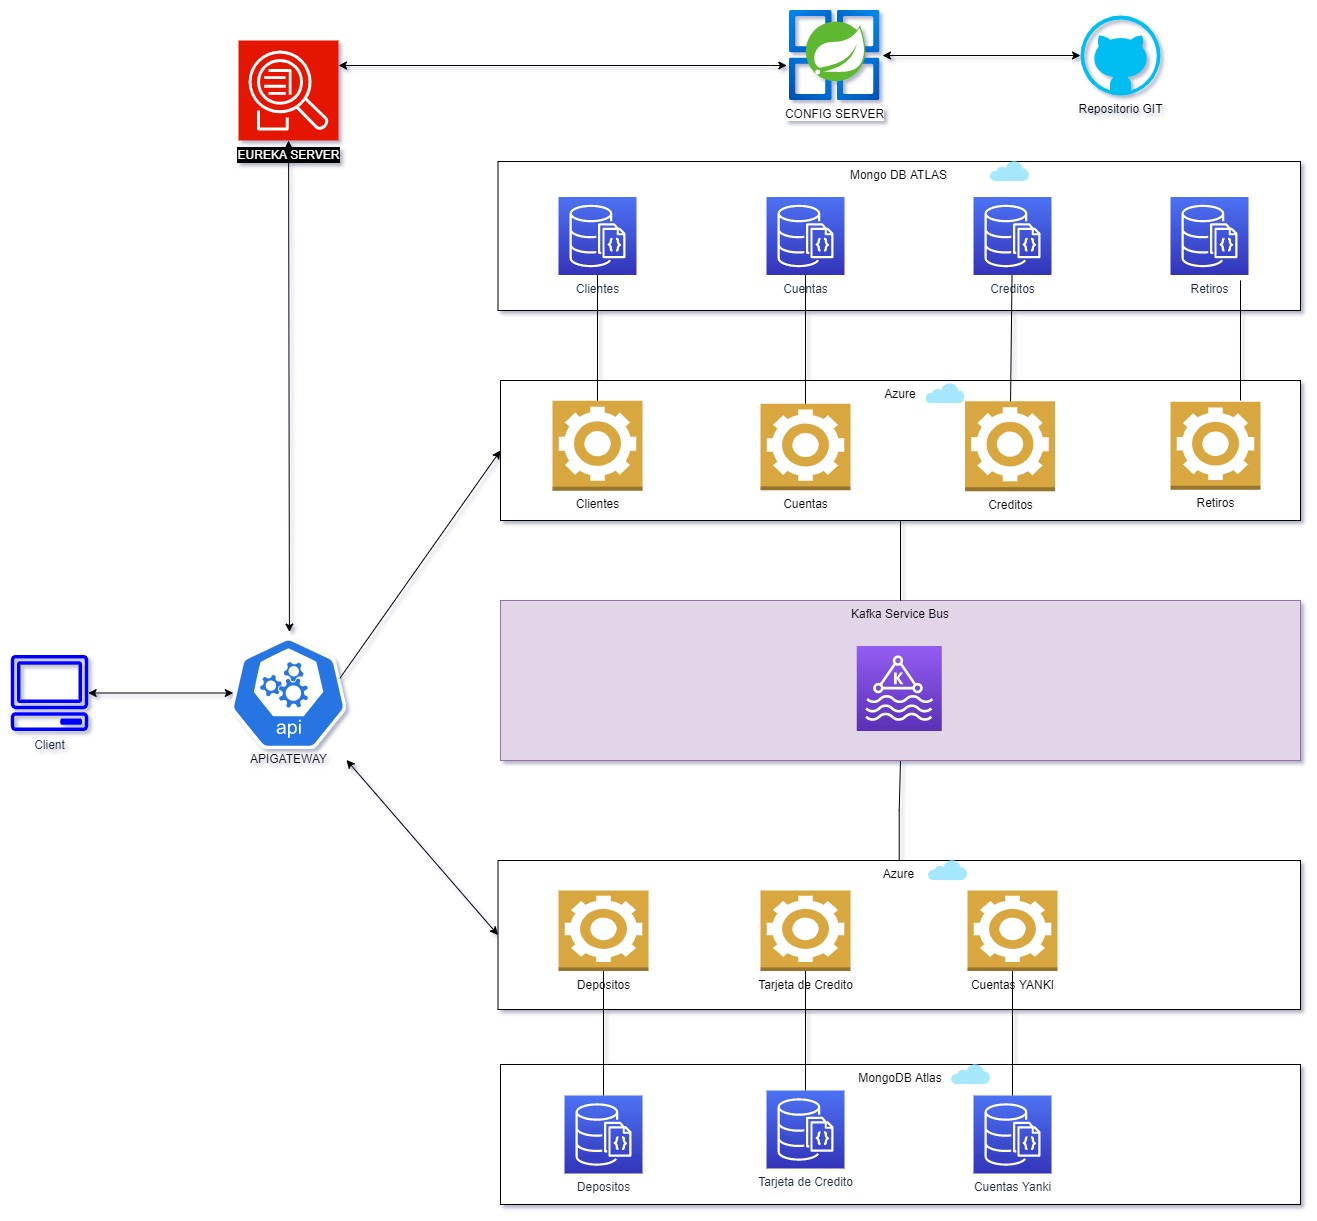 CONFIG SERVER
Repositorio GIT
EUREKA SERVER
Mongo DB ATLAS
Clientes
Cuentas
Creditos
Retiros
Azure
Clientes
Cuentas
Creditos
Retiros
Kafka Service Bus
K
api
Client
APIGATEWAY
Azure
Depositos
Tarjeta de Credito
Cuentas YANKI
MongoDB Atlas
Depositos
Tarjeta de Credito
Cuentas Yanki